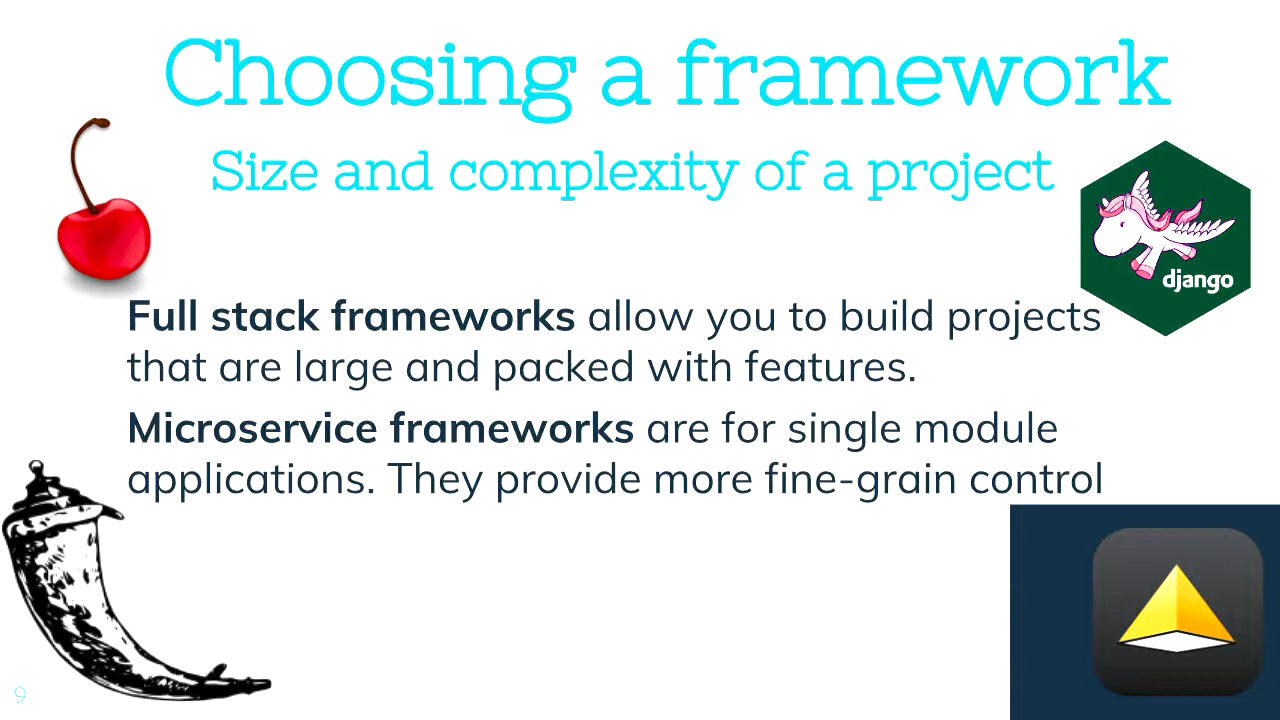 Choosing a framework
Size and complexity of a project
django
Full stack frameworks allow you to build projects
that are large and packed with features.
Microservice frameworks are for single module
applications. They provide more fine-grain control
9